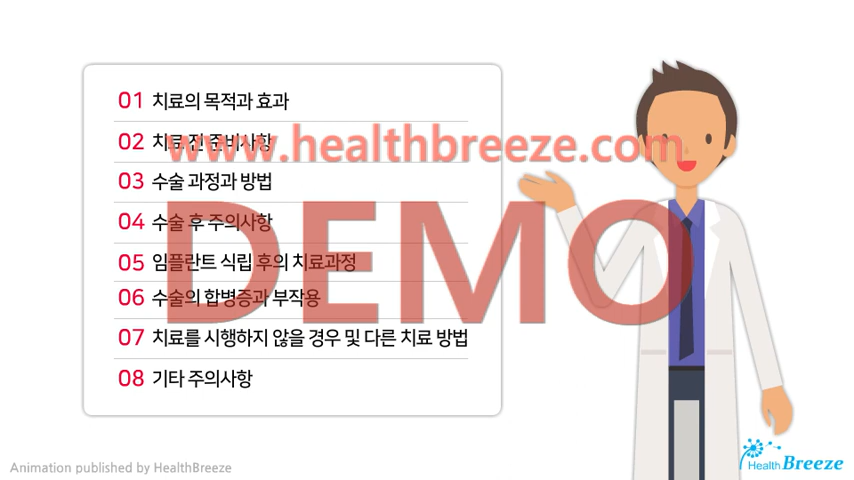 01 치료의 목적과 효과
02 치료 전 준비사항
www.healthbreeze.com
03 수술 과정과 방법
04 수술 후 주의사항
DEMO
05 임플란트 식립 후의 치료과정
06 수술의 합병증과 부작용
07 치료를 시행하지 않을 경우 및 다른 치료 방법
08 기타 주의사항
Animation published by HealthBreeze
Health Breeze